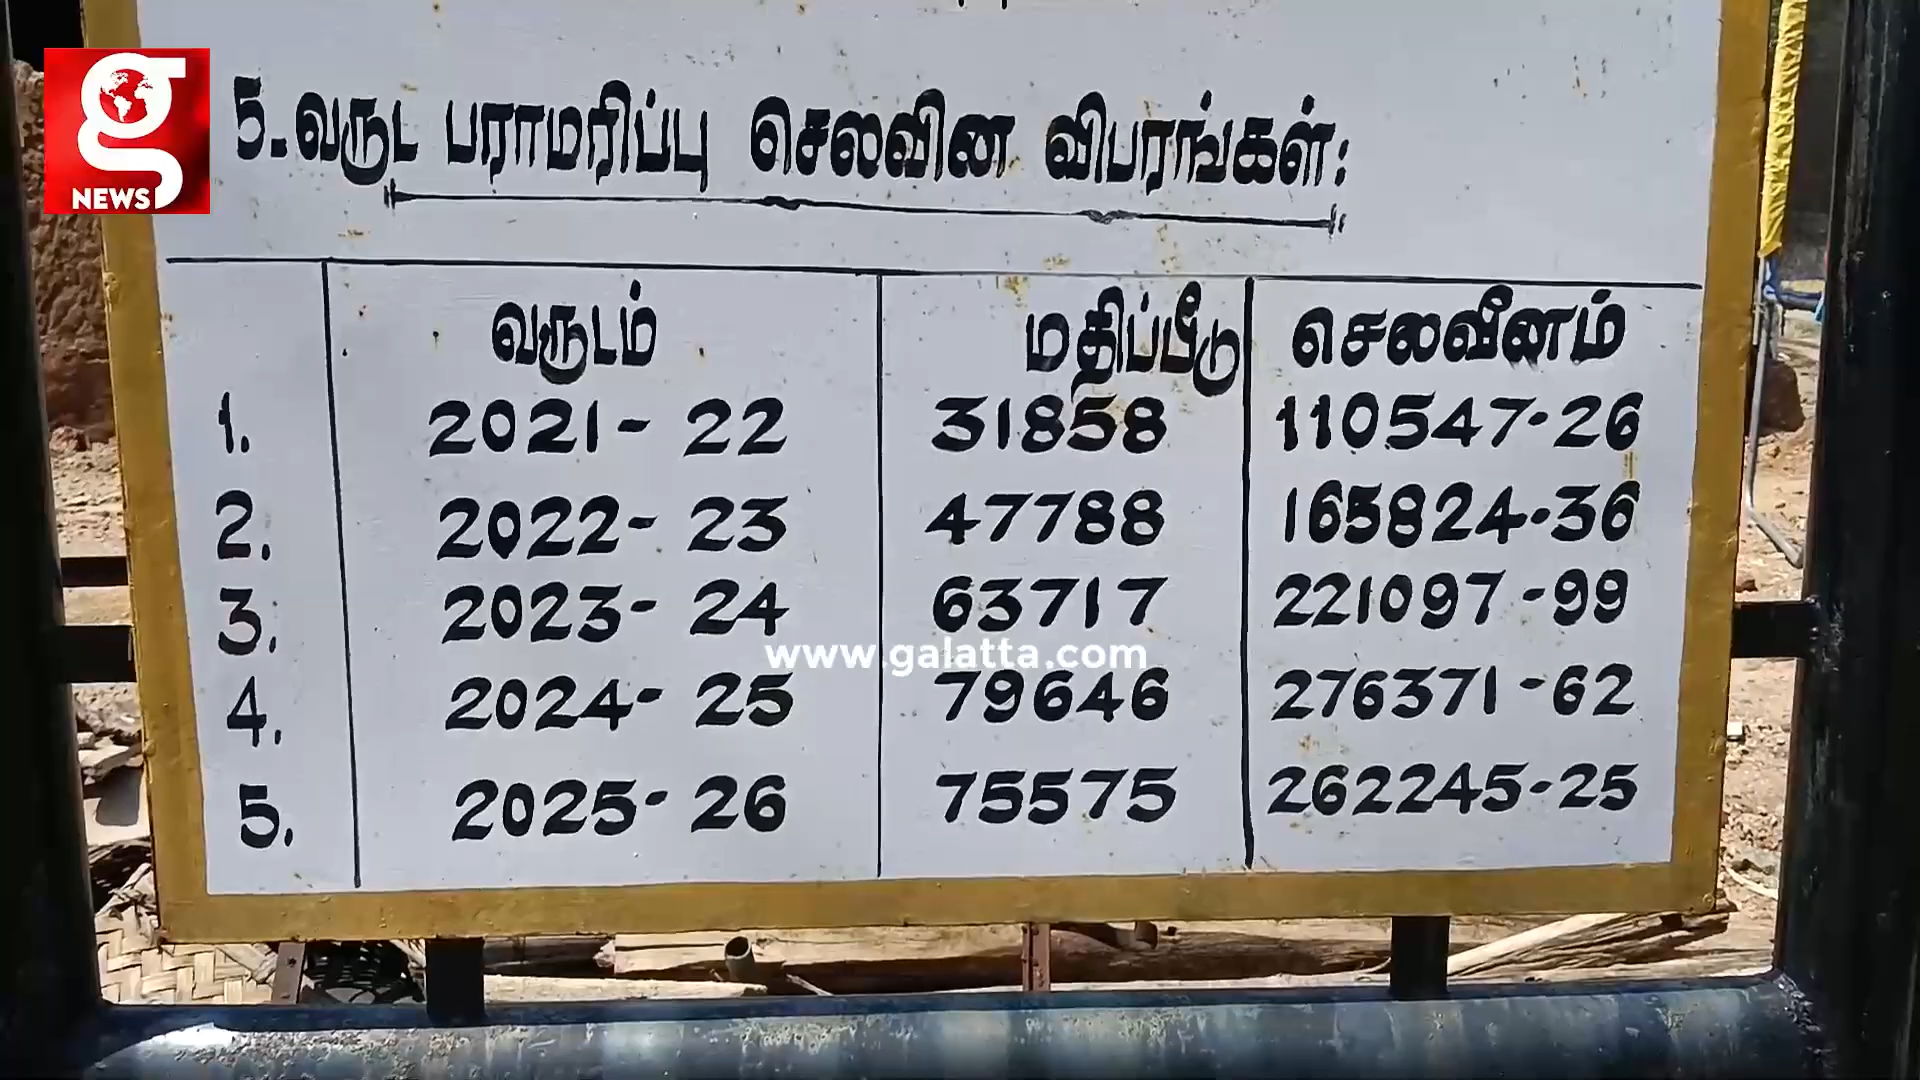 g
NEWS
5-வருட பராமரிப்பு செலவின விபரங்கள்:
வருடம் மதிப்பீடு செலவீனம்
1. 2021-22 31858 110547-26
2. 2022-23 47788 165824-36
3. 2023-24 63717 221097-99
www.galatta.com
4. 2024-25 79646 276371-62
5. 2025-26 75575 262245-25